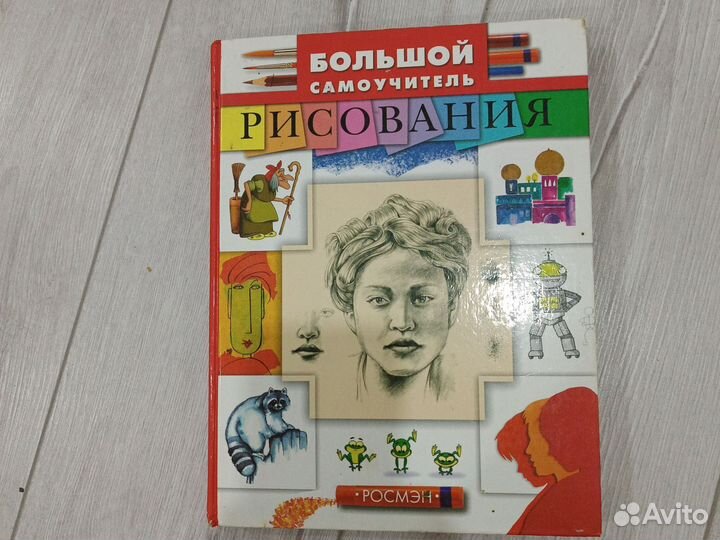 БОЛЬШОЙ
САМОУЧИТЕЛЬ
РИСОВАНИЯ
·РОСМЭН·
Avito